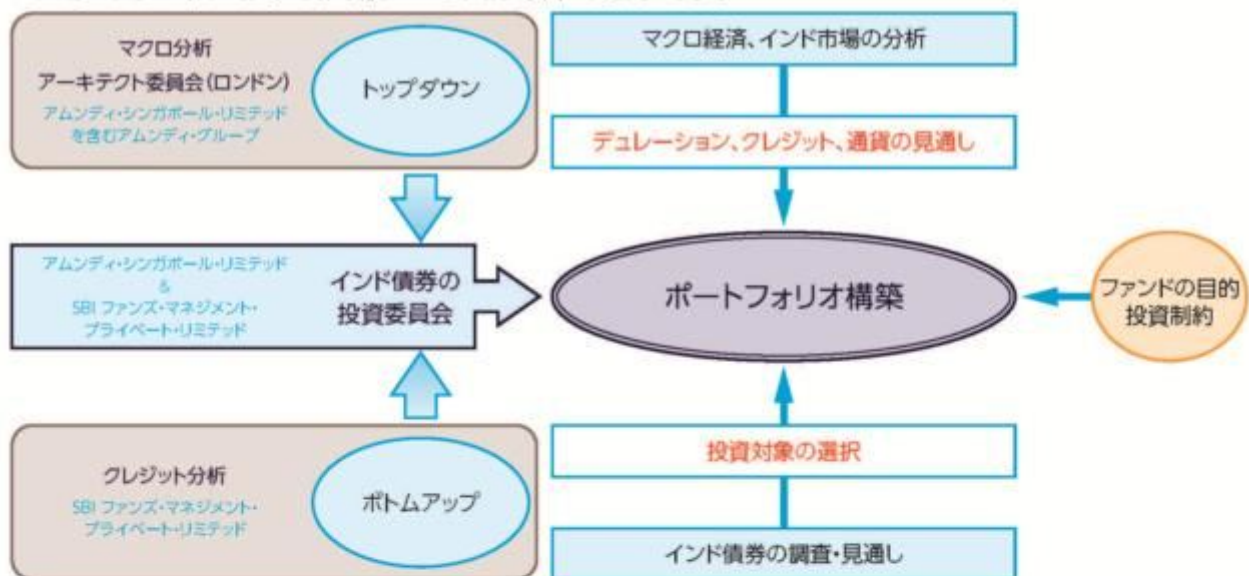 マクロ分析
アーキテクト委員会(ロンドン)
アムンディ・シンガポール・リミテッド
を含むアムンディ・グループ
トップダウン
マクロ経済、インド市場の分析
デュレーション、クレジット、通貨の見通し
アムンディ・シンガポール・リミテッド
&
SBI ファンズ・マネジメント・
プライベート・リミテッド
インド債券の
投資委員会
ポートフォリオ構築
ファンドの目的
投資制約
クレジット分析
SBI ファンズ・マネジメント・
プライベート・リミテッド
ボトムアップ
投資対象の選択
インド債券の調査・見通し